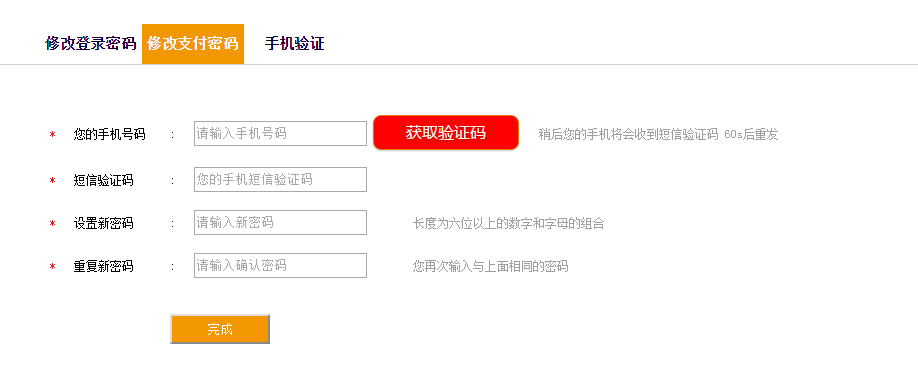 修改登录密码 修改支付密码 手机验证
* 您的手机号码 : 请输入手机号码 获取验证码 稍后您的手机将会收到短信验证码 60s后重发
* 短信验证码 : 您的手机短信验证码
* 设置新密码 : 请输入新密码 长度为六位以上的数字和字母的组合
* 重复新密码 : 请输入确认密码 您再次输入与上面相同的密码
完成